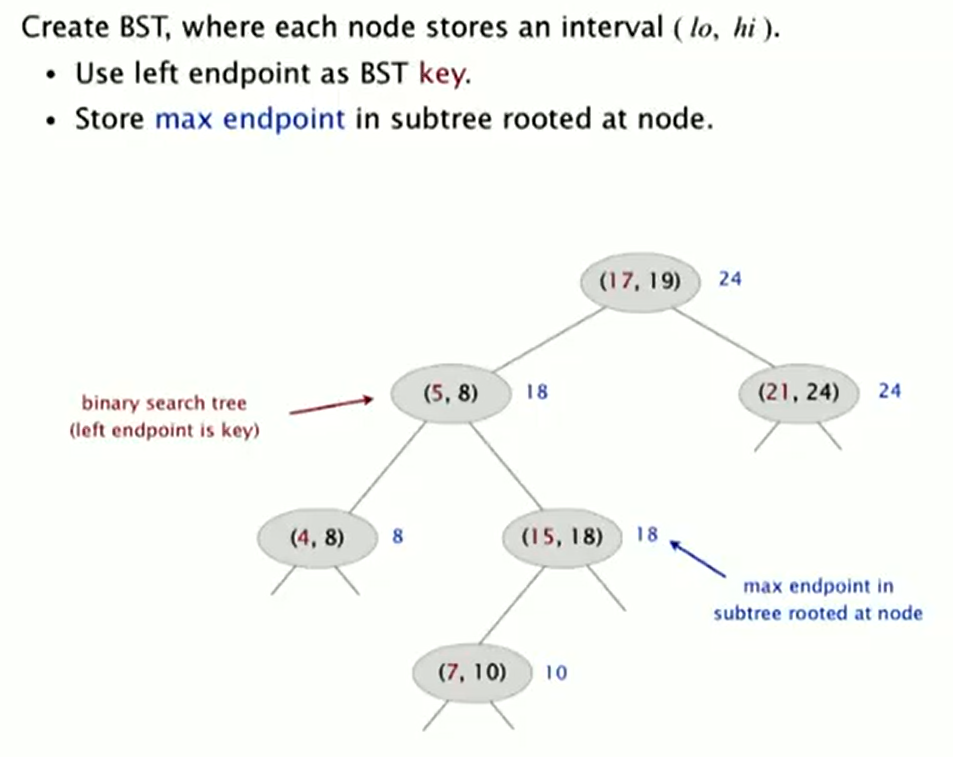 Create BST, where each node stores an interval ( lo, hi ).
• Use left endpoint as BST key.
• Store max endpoint in subtree rooted at node.
(17, 19) 24
binary search tree
(left endpoint is key)
(5, 8) 18
(21, 24) 24
(4, 8) 8
(15, 18) 18
max endpoint in
subtree rooted at node
(7, 10) 10